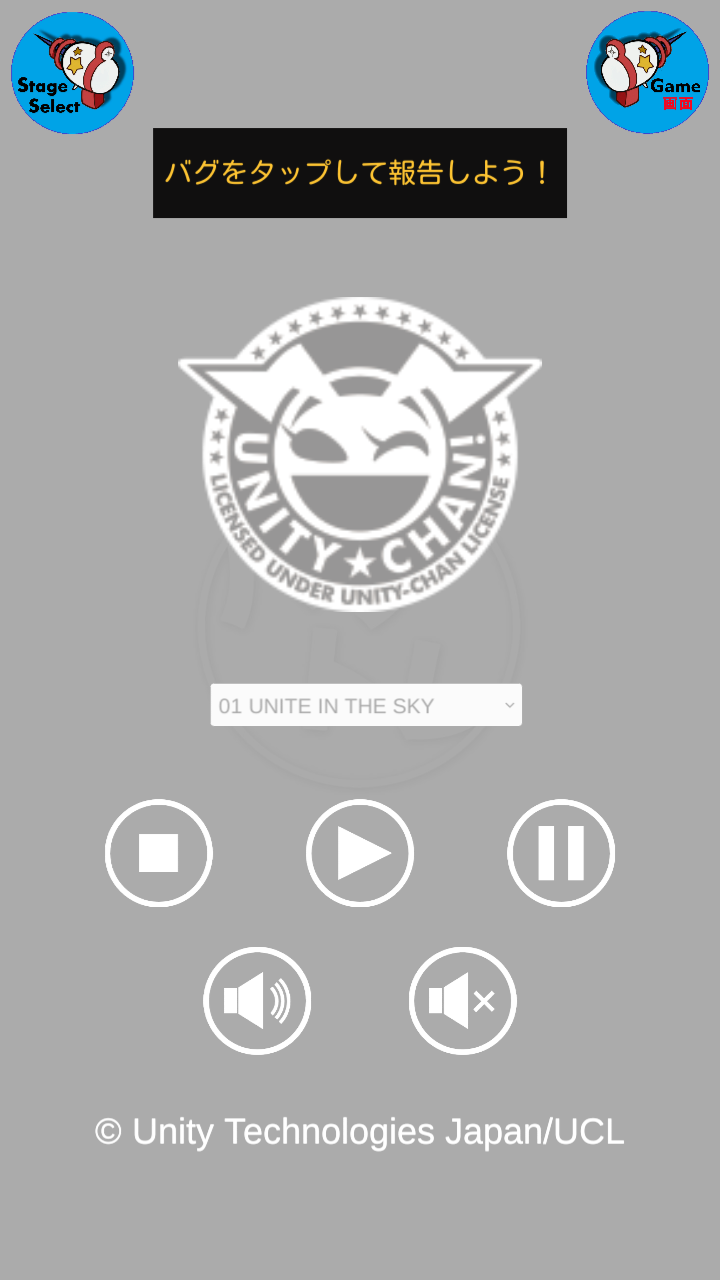 Stage
Select
Game
画面
バグをタップして報告しよう！
UNITY★CHAN!
LICENSED UNDER UNITY-CHAN LICENSE
01 UNITE IN THE SKY
© Unity Technologies Japan/UCL